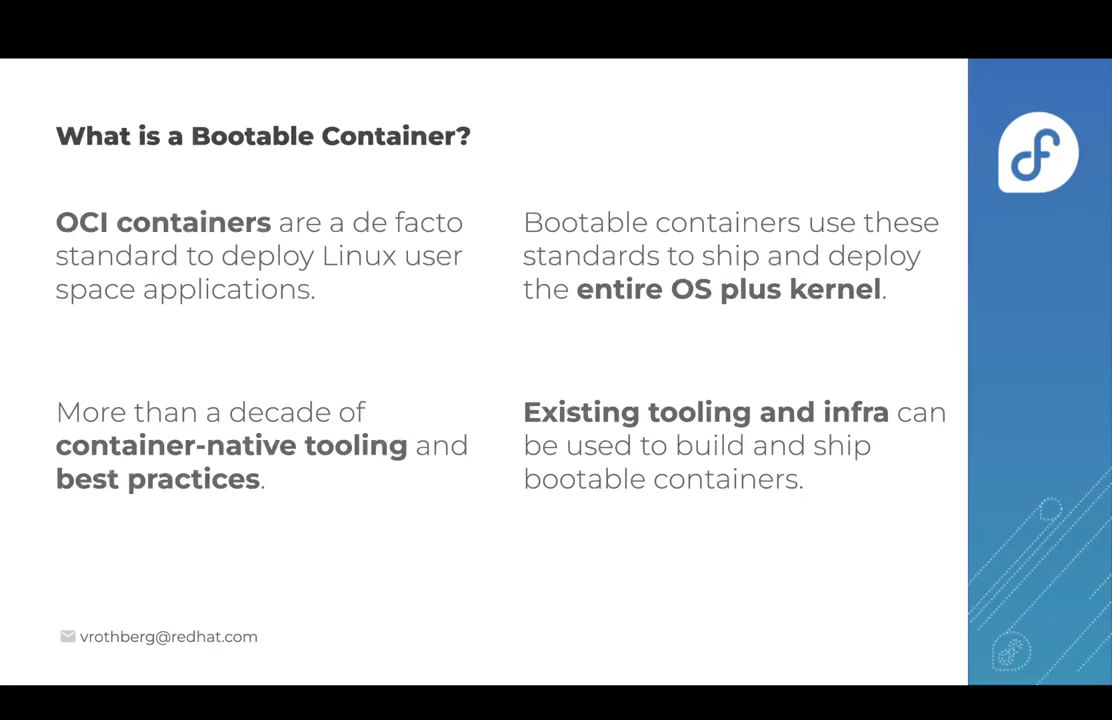 What is a Bootable Container?
OCI containers are a de facto
standard to deploy Linux user
space applications.
Bootable containers use these
standards to ship and deploy
the entire OS plus kernel.
More than a decade of
container-native tooling and
best practices.
Existing tooling and infra can
be used to build and ship
bootable containers.
vrothberg@redhat.com